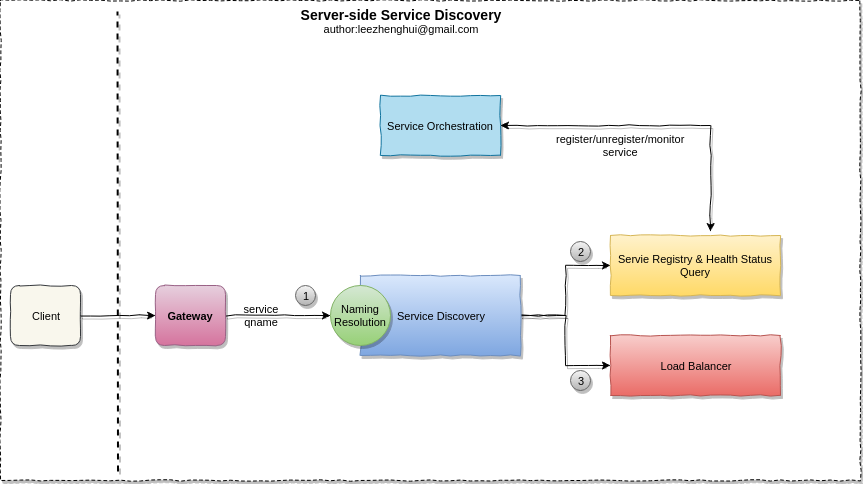 Server-side Service Discovery
author:leezhenghui@gmail.com
Service Orchestration
register/unregister/monitor
service
Servie Registry & Health Status
Query
2
1
Client
Gateway
service
qname
Naming
Resolution
Service Discovery
Load Balancer
3